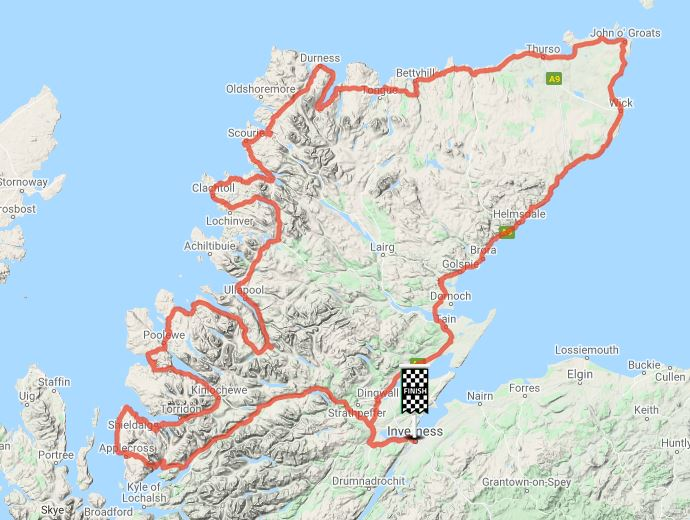 John o' Groats
Durness
Thurso
Bettyhill
A9
Oldshoremore
Tongue
Wick
Scourie
Stornoway
Clachtoll
rosbost
Lochinver
Helmsdale
Achiltibuie
Lairg
Brora
Golspie
Ullapool
Dornoch
Tain
Poolewe
Lossiemouth
Buckie
Elgin
Cullen
Staffin
FINISH
Dingwall
Forres
Uig
Kinlochewe
Nairn
Torridon
Strathpeffer
Keith
Shieldaig
Inverness
Huntly
Applecross
Portree
Drumnadrochit
Grantown-on-Spey
Kyle of
Lochalsh
Skye
Broadford